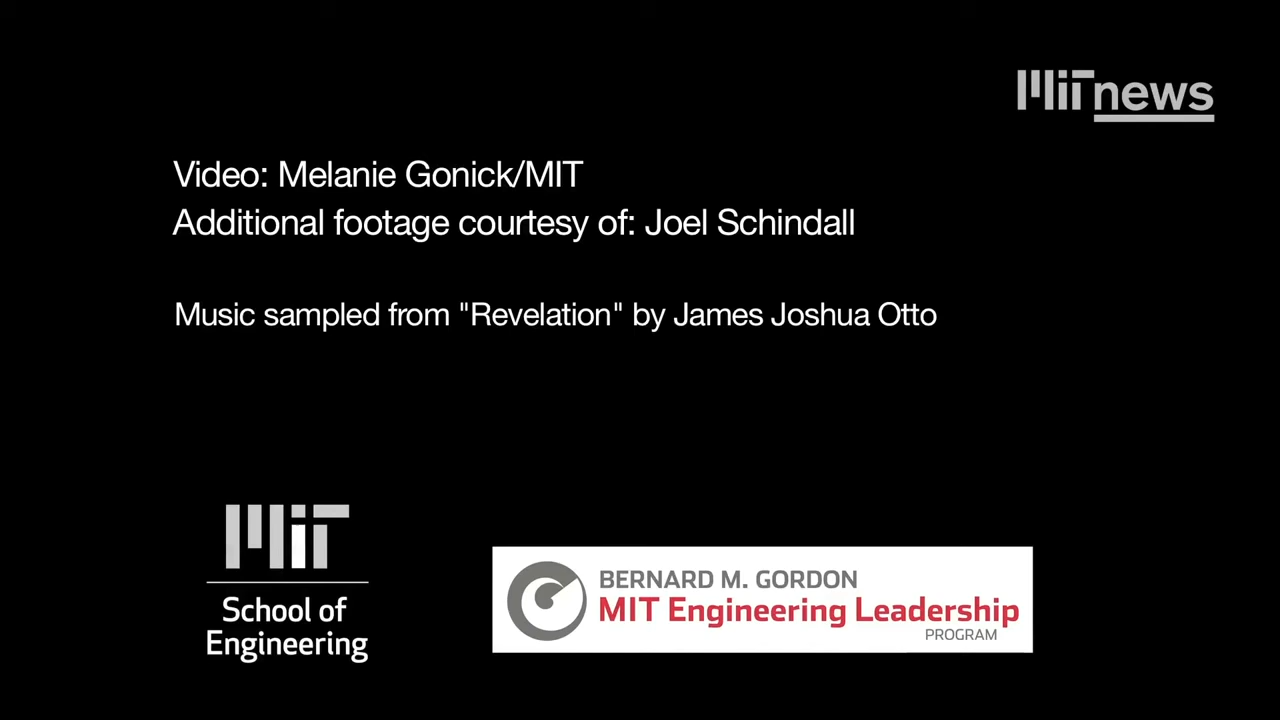 MIT news
Video: Melanie Gonick/MIT
Additional footage courtesy of: Joel Schindall
Music sampled from "Revelation" by James Joshua Otto
MIT
School of
Engineering
BERNARD M. GORDON
MIT Engineering Leadership
PROGRAM